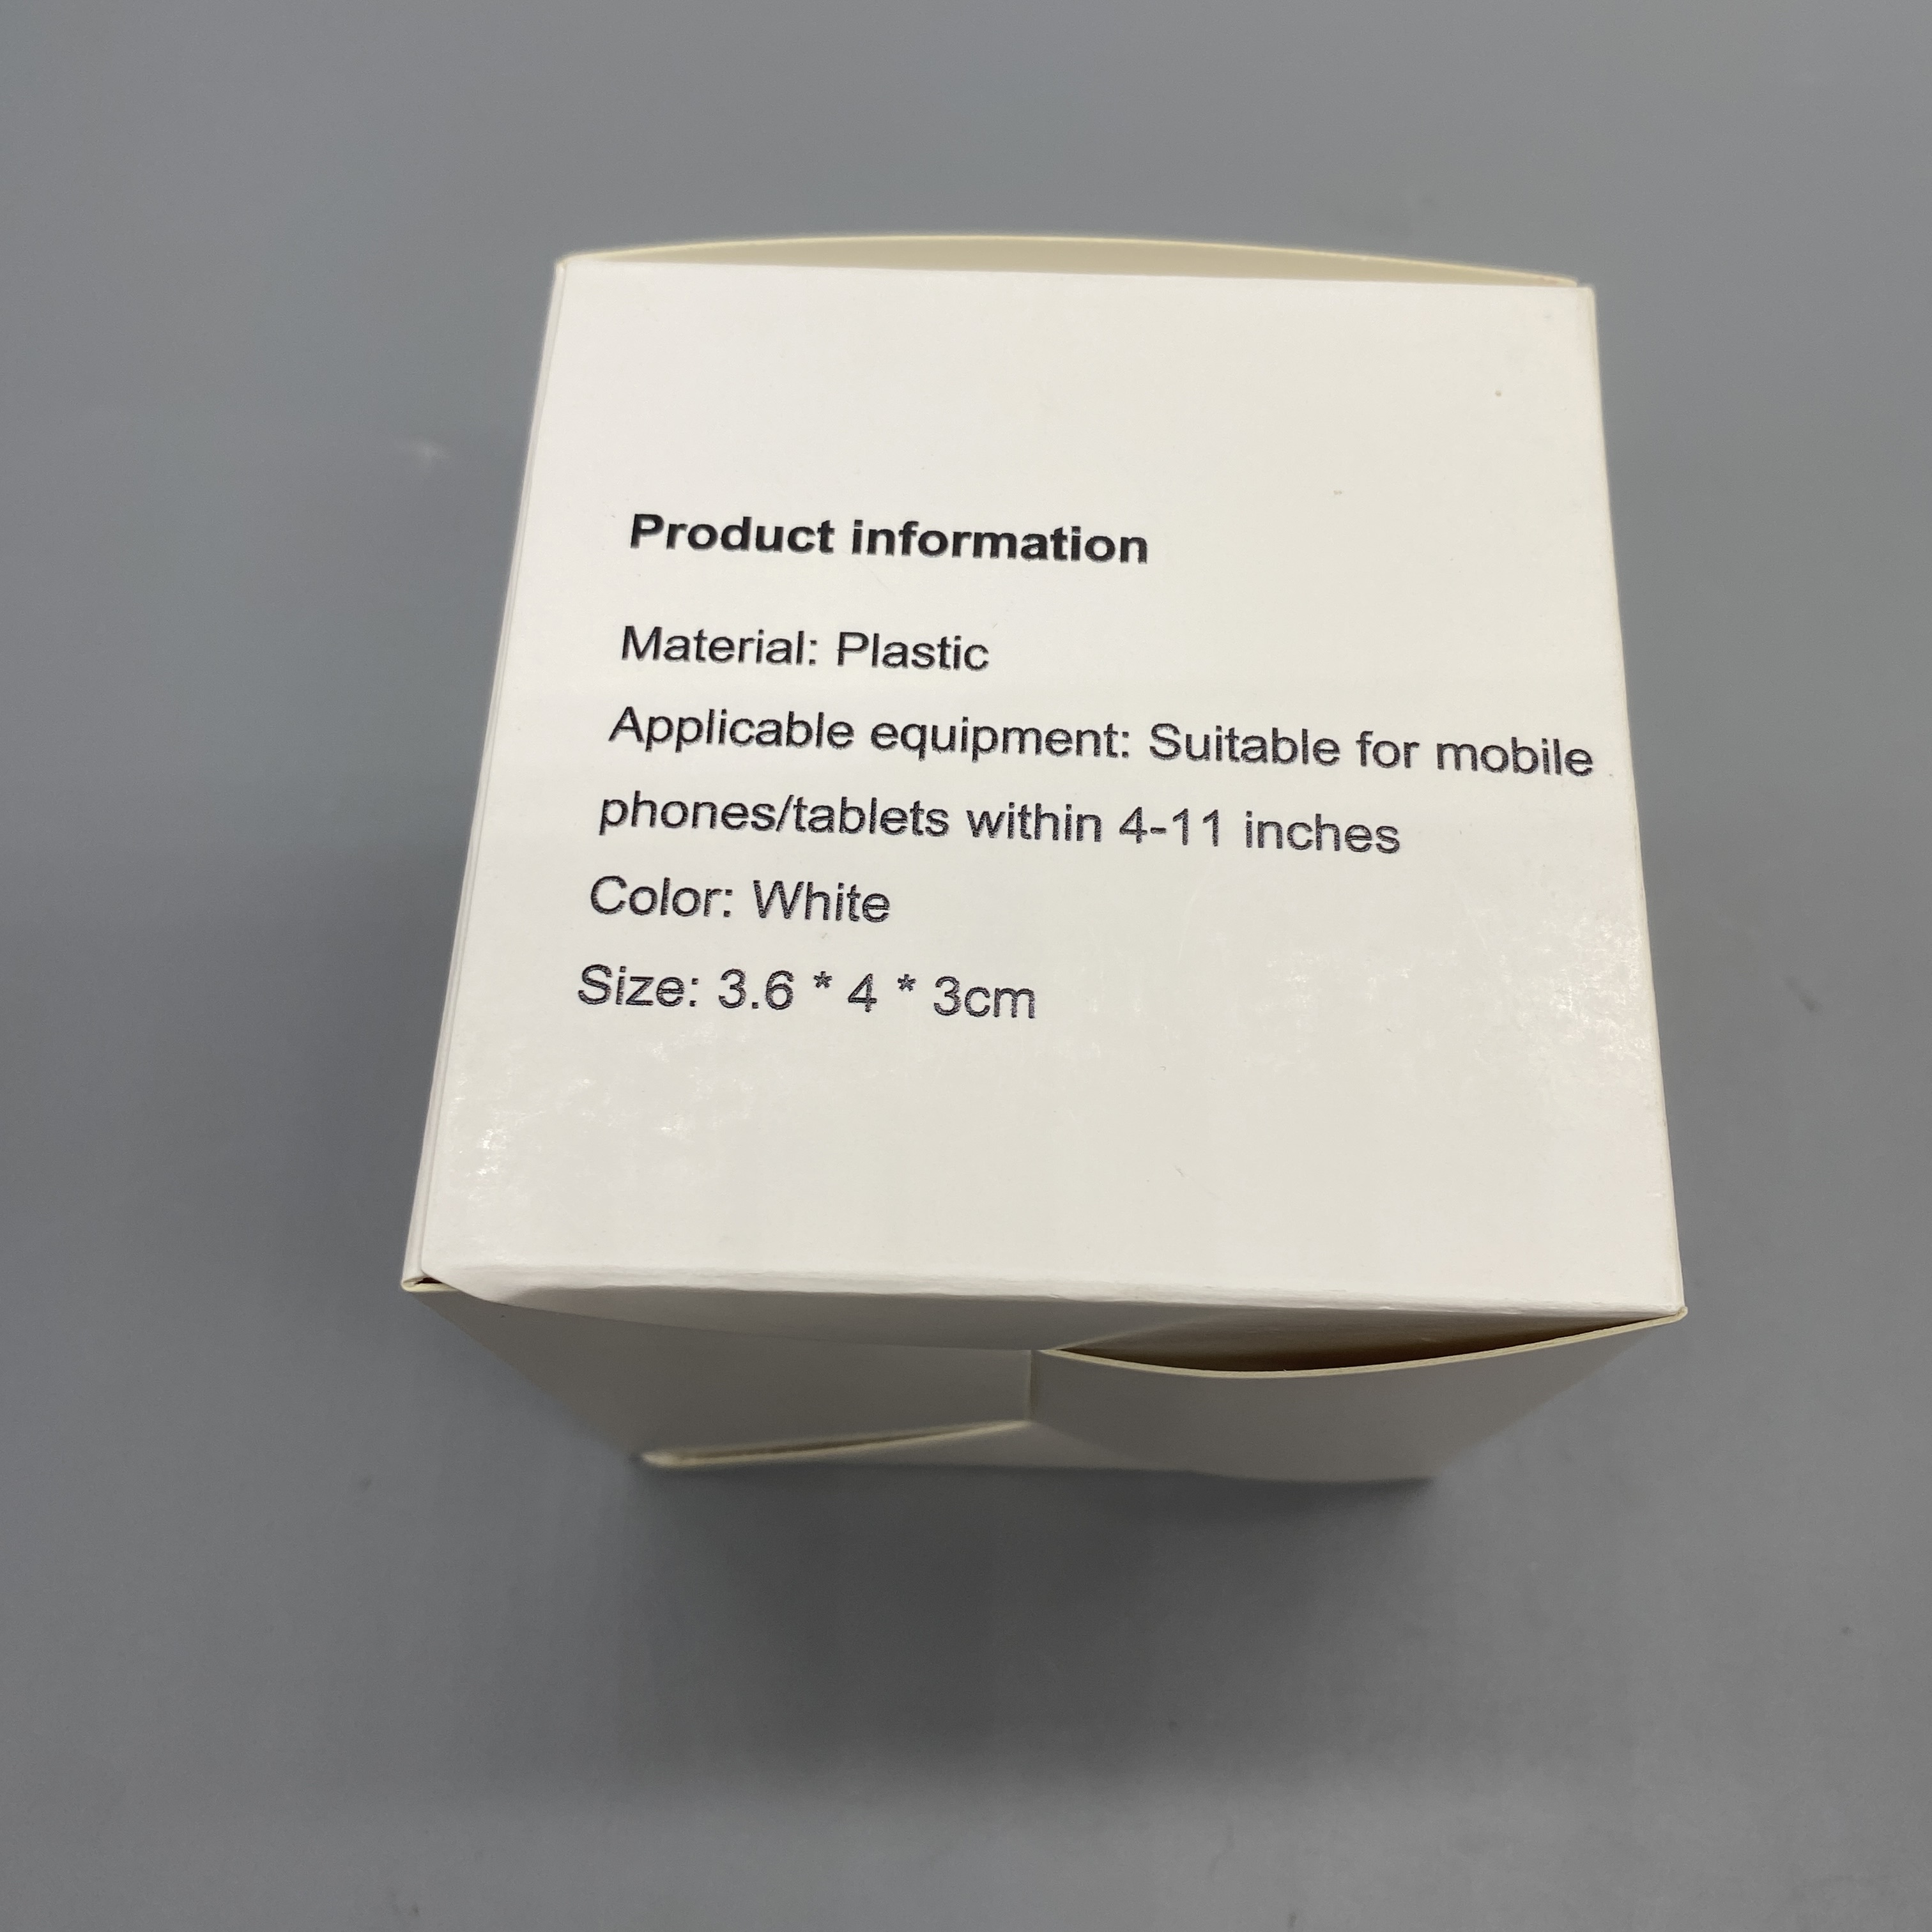 Product information
Material: Plastic
Applicable equipment: Suitable for mobile
phones/tablets within 4-11 inches
Color: White
Size: 3.6 * 4 * 3cm